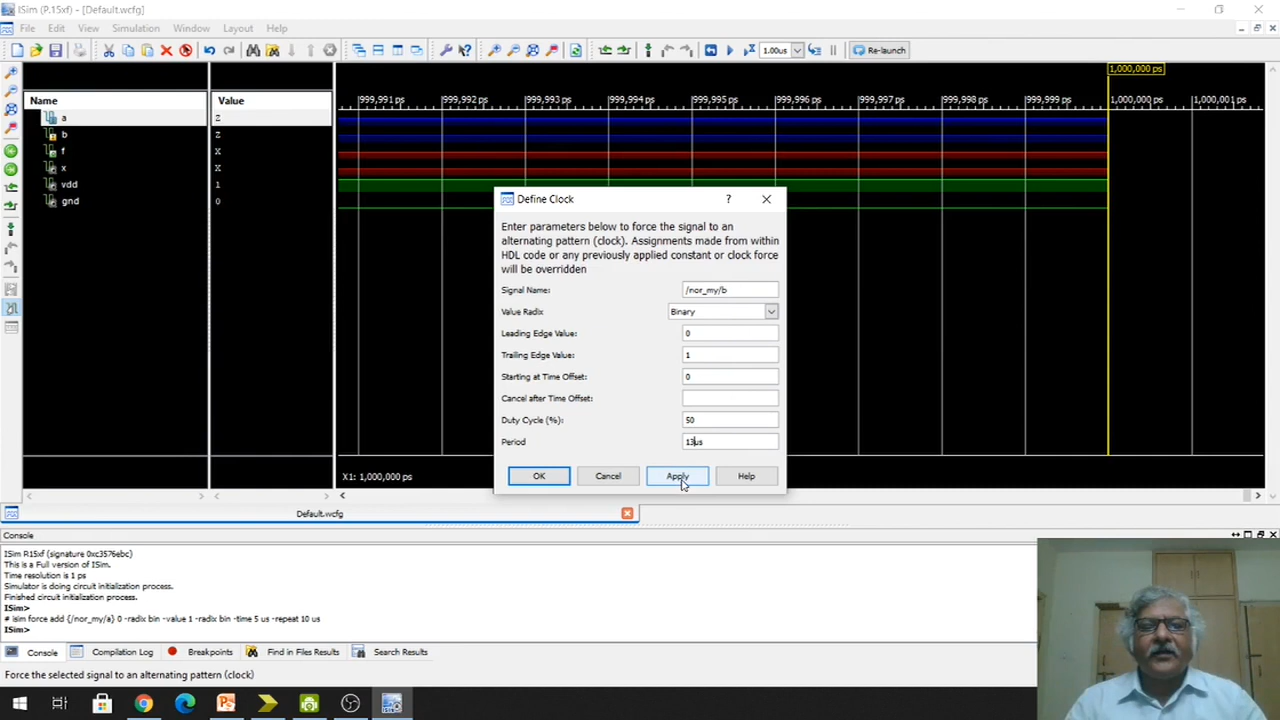 ISim (P.15xf) - [Default.wcfg]
File Edit View Simulation Window Layout Help
1.00us Re-launch
1,000,000 ps
Name Value
999,991 ps 999,992 ps 999,993 ps 999,994 ps 999,995 ps 999,996 ps 999,997 ps 999,998 ps 999,999 ps 1,000,000 ps 1,000,001 ps
a Z
b Z
f X
x X
vdd 1
gnd 0
Define Clock ?
Enter parameters below to force the signal to an
alternating pattern (clock). Assignments made from within
HDL code or any previously applied constant or clock force
will be overridden
Signal Name: /nor_my/b
Value Radix Binary
Leading Edge Value: 0
Trailing Edge Value: 1
Starting at Time Offset: 0
Cancel after Time Offset:
Duty Cycle (%): 50
Period 13us
OK Cancel Apply Help
X1: 1,000,000 ps
Default.wcfg
Console
ISim P.15xf (signature 0xc3576ebc)
This is a Full version of ISim.
Time resolution is 1 ps
Simulator is doing circuit initialization process.
Finished circuit initialization process.
ISim>
# isim force add {/nor_my/a} 0 -radix bin -value 1 -radix bin -time 5 us -repeat 10 us
ISim>
Console Compilation Log Breakpoints Find in Files Results Search Results
Force the selected signal to an alternating pattern (clock)